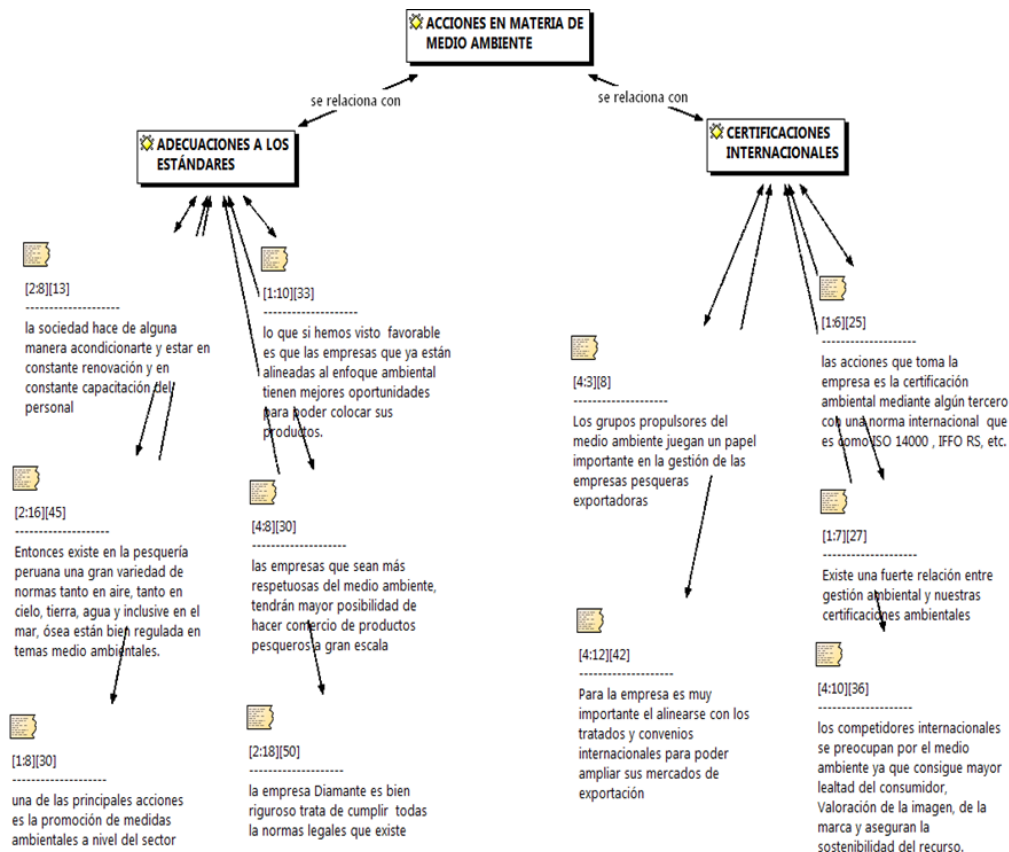 ACCIONES EN MATERIA DE
MEDIO AMBIENTE
se relaciona con
se relaciona con
ADECUACIONES A LOS
ESTÁNDARES
CERTIFICACIONES
INTERNACIONALES
[2:8][13]
--------------------
la sociedad hace de alguna
manera acondicionarte y estar en
constante renovación y en
constante capacitación del
personal
[1:10][33]
--------------------
lo que si hemos visto favorable
es que las empresas que ya están
alineadas al enfoque ambiental
tienen mejores oportunidades
para poder colocar sus
productos.
[2:16][45]
--------------------
Entonces existe en la pesquería
peruana una gran variedad de
normas tanto en aire, tanto en
cielo, tierra, agua y inclusive en el
mar, ósea están bien regulada en
temas medio ambientales.
[4:8][30]
--------------------
las empresas que sean más
respetuosas del medio ambiente,
tendrán mayor posibilidad de
hacer comercio de productos
pesqueros a gran escala
[1:8][30]
--------------------
una de las principales acciones
es la promoción de medidas
ambientales a nivel del sector
[2:18][50]
--------------------
la empresa Diamante es bien
riguroso trata de cumplir todas
la normas legales que existe
[4:3][8]
--------------------
Los grupos propulsores del
medio ambiente juegan un papel
importante en la gestión de las
empresas pesqueras
exportadoras
[1:6][25]
--------------------
las acciones que toma la
empresa es la certificación
ambiental mediante algún tercero
con una norma internacional que
es como ISO 14000 , IFFO RS, etc.
[1:7][27]
--------------------
Existe una fuerte relación entre
gestión ambiental y nuestras
certificaciones ambientales
[4:12][42]
--------------------
Para la empresa es muy
importante el alinearse con los
tratados y convenios
internacionales para poder
ampliar sus mercados de
exportación
[4:10][36]
--------------------
los competidores internacionales
se preocupan por el medio
ambiente ya que consigue mayor
lealtad del consumidor,
Valoración de la imagen, de la
marca y aseguran la
sostenibilidad del recurso.